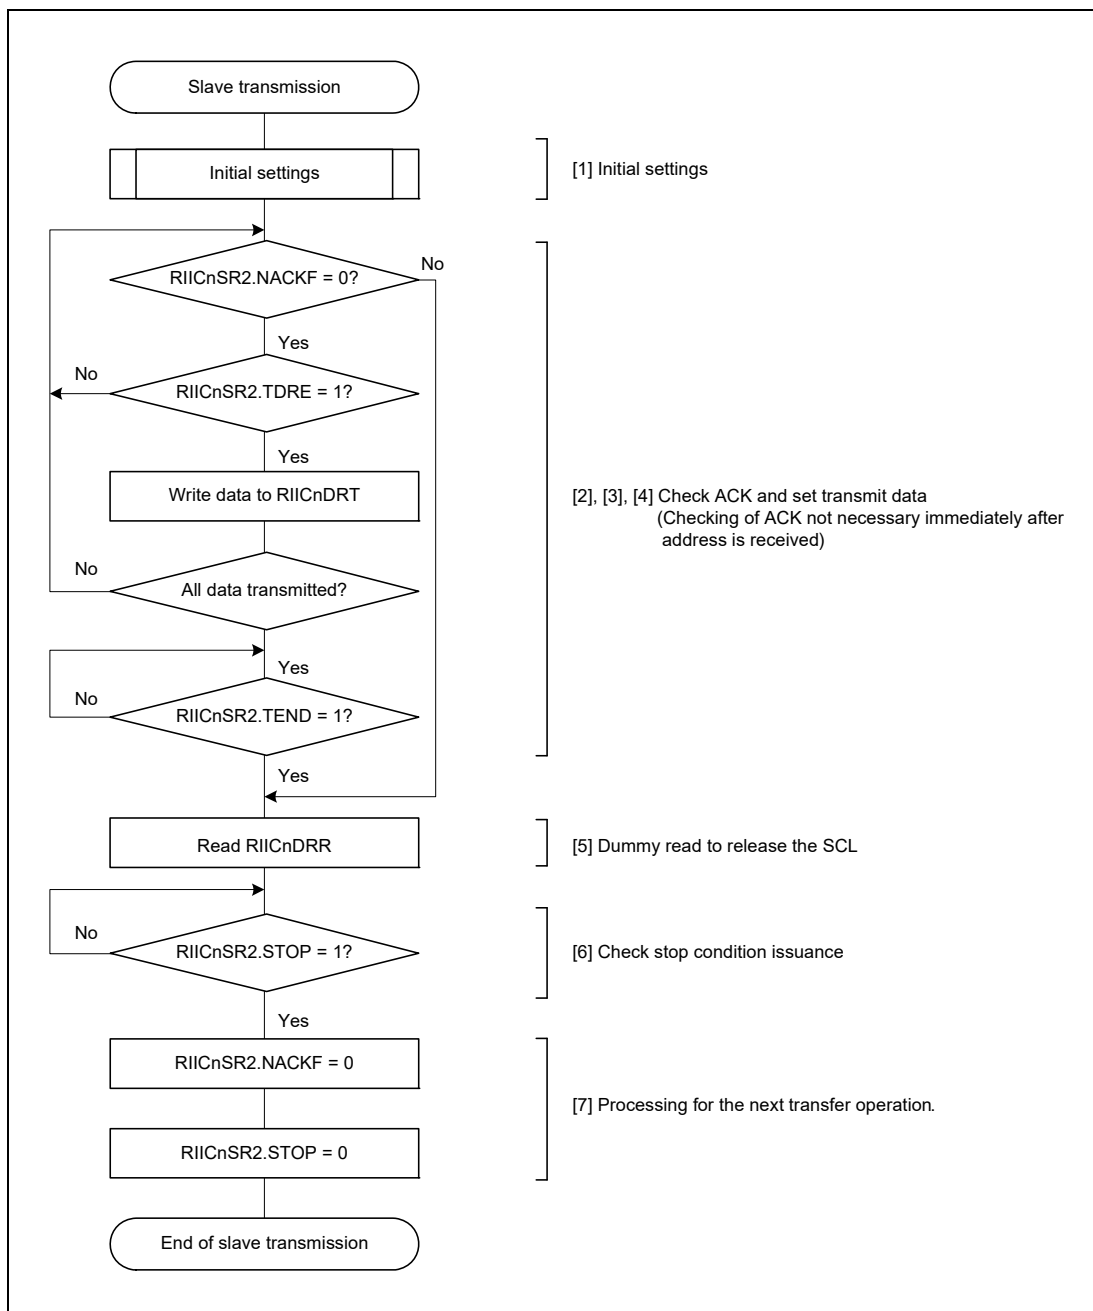 Slave transmission
Initial settings
[1] Initial settings
RIICnSR2.NACKF = 0?
No
Yes
No
RIICnSR2.TDRE = 1?
Yes
Write data to RIICnDRT
[2], [3], [4] Check ACK and set transmit data
(Checking of ACK not necessary immediately after
address is received)
No
All data transmitted?
Yes
No
RIICnSR2.TEND = 1?
Yes
Read RIICnDRR
[5] Dummy read to release the SCL
No
RIICnSR2.STOP = 1?
[6] Check stop condition issuance
Yes
RIICnSR2.NACKF = 0
[7] Processing for the next transfer operation.
RIICnSR2.STOP = 0
End of slave transmission